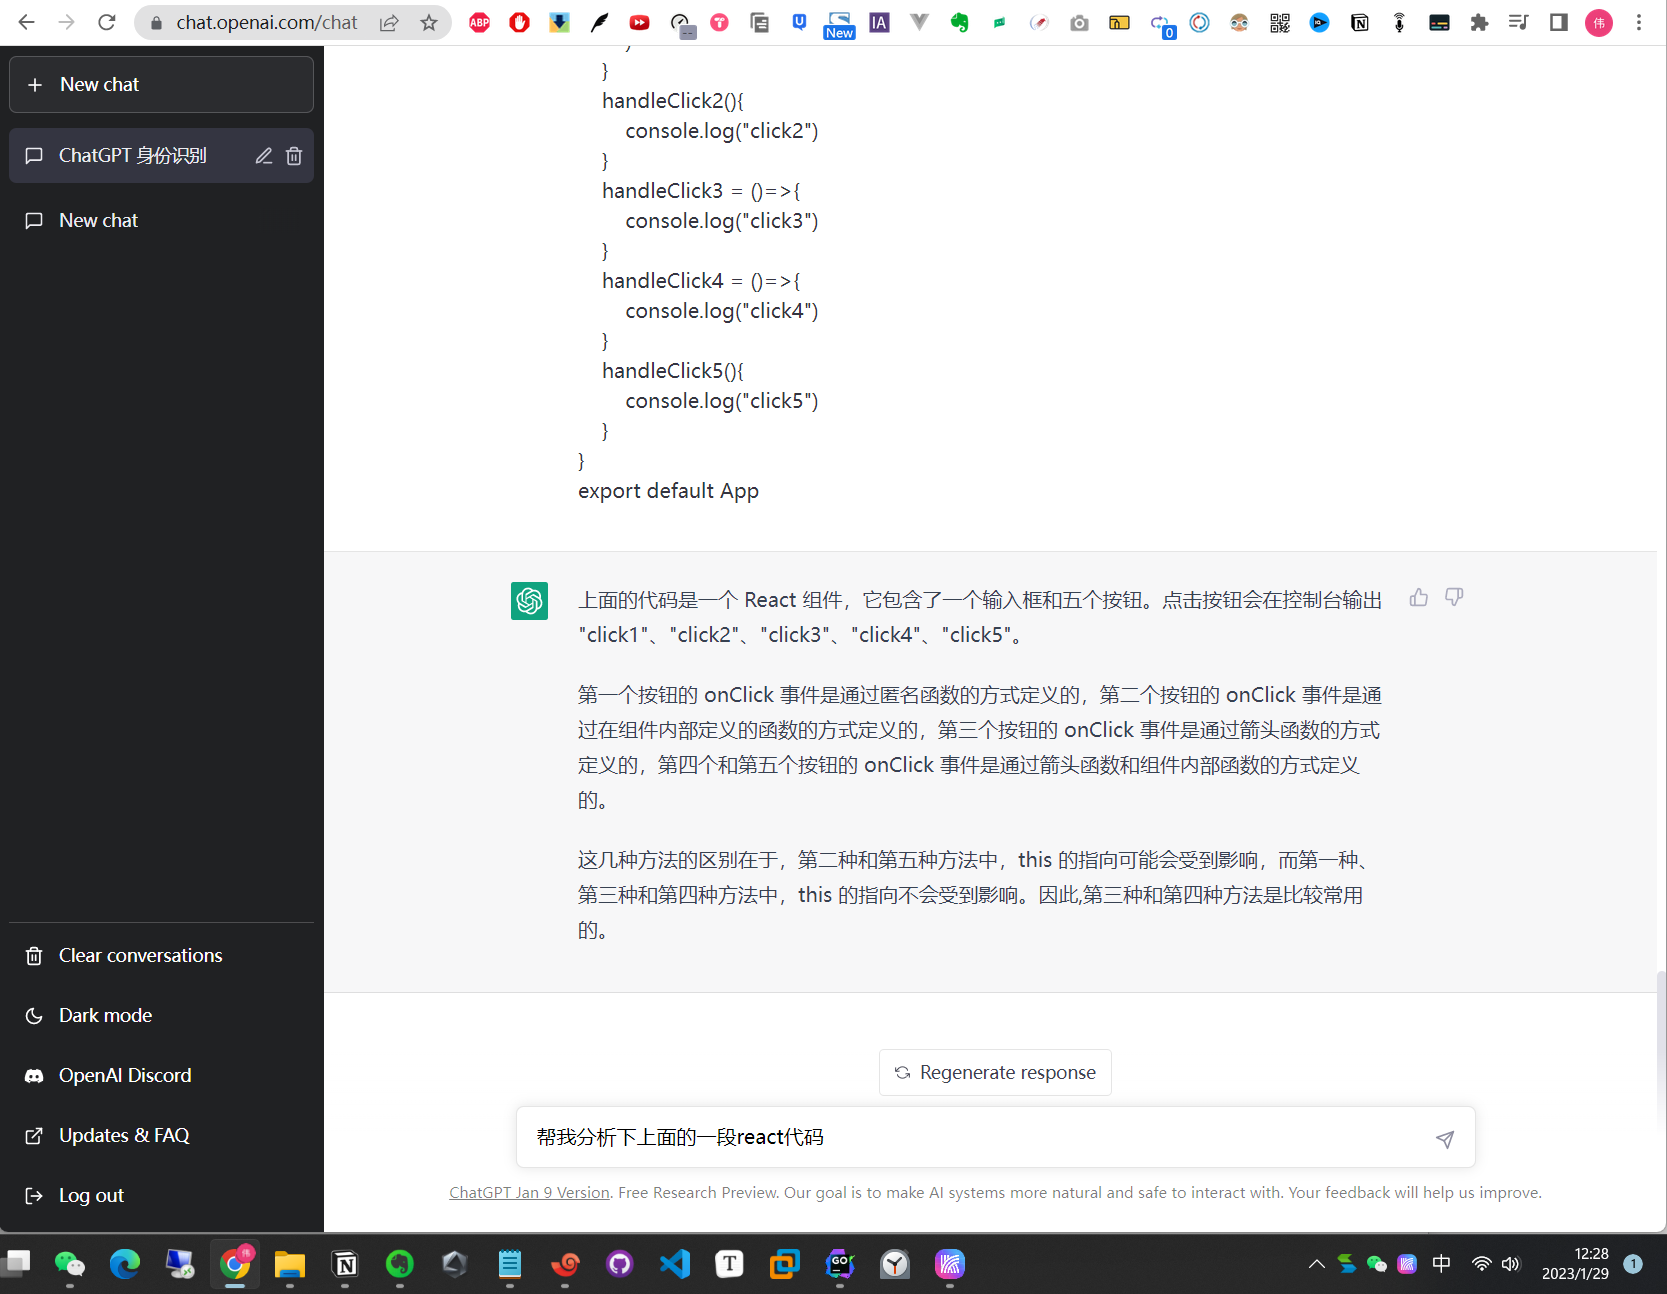 chat.openai.com/chat
ABP
New
IA
0
伟
New chat
ChatGPT 身份识别
New chat
}
handleClick2(){
console.log("click2")
}
handleClick3 = ()=>{
console.log("click3")
}
handleClick4 = ()=>{
console.log("click4")
}
handleClick5(){
console.log("click5")
}
}
export default App
上面的代码是一个 React 组件，它包含了一个输入框和五个按钮。点击按钮会在控制台输出
"click1"、"click2"、"click3"、"click4"、"click5"。
第一个按钮的 onClick 事件是通过匿名函数的方式定义的，第二个按钮的 onClick 事件是通
过在组件内部定义的函数的方式定义的，第三个按钮的 onClick 事件是通过箭头函数的方式
定义的，第四个和第五个按钮的 onClick 事件是通过箭头函数和组件内部函数的方式定义
的。
这几种方法的区别在于，第二种和第五种方法中，this 的指向可能会受到影响，而第一种、
第三种和第四种方法中，this 的指向不会受到影响。因此,第三种和第四种方法是比较常用
的。
Clear conversations
Dark mode
OpenAI Discord
Updates & FAQ
Log out
Regenerate response
帮我分析下上面的一段react代码
ChatGPT Jan 9 Version. Free Research Preview. Our goal is to make AI systems more natural and safe to interact with. Your feedback will help us improve.
T
GO
中
12:28
2023/1/29
1